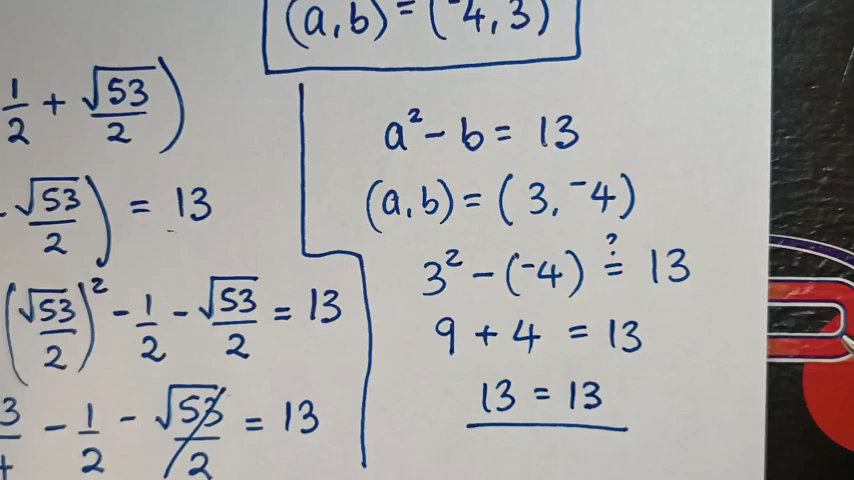 (a,b) = (⁻4,3)
1/2 + √53/2)
- √53/2) = 13
(√53/2)² - 1/2 - √53/2 = 13
- 1/2 - √53/2 = 13
a² - b = 13
(a,b) = (3,⁻4)
3² - (⁻4) ≟ 13
9 + 4 = 13
13 = 13